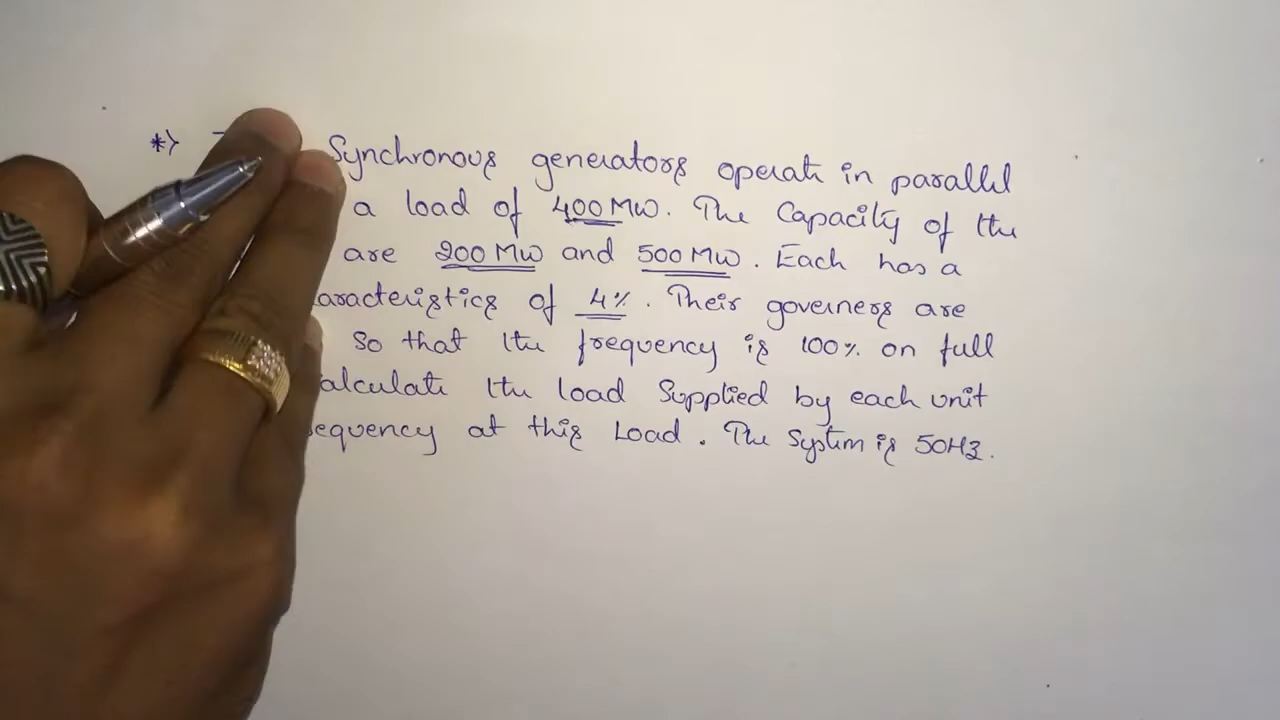 *) Synchronous generators operate in parallel
a load of 400 MW. The Capacity of the
are 200 MW and 500 MW. Each has a
aracteristics of 4%. Their governers are
so that the frequency is 100% on full
alculate the load supplied by each unit
equency at this Load. The System is 50Hz.